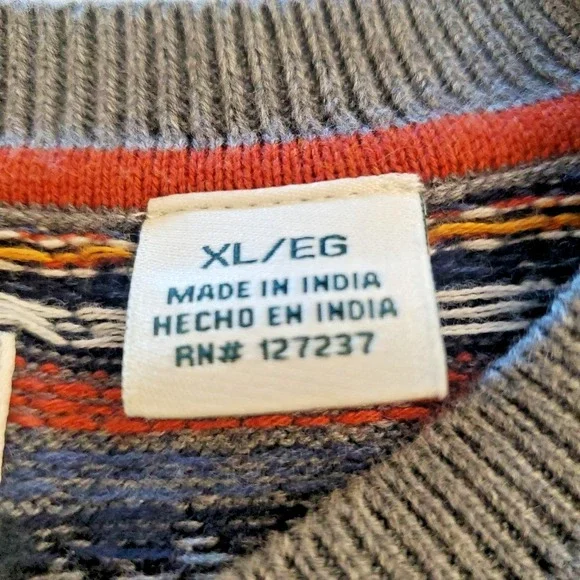 XL/EG
MADE IN INDIA
HECHO EN INDIA
RN# 127237